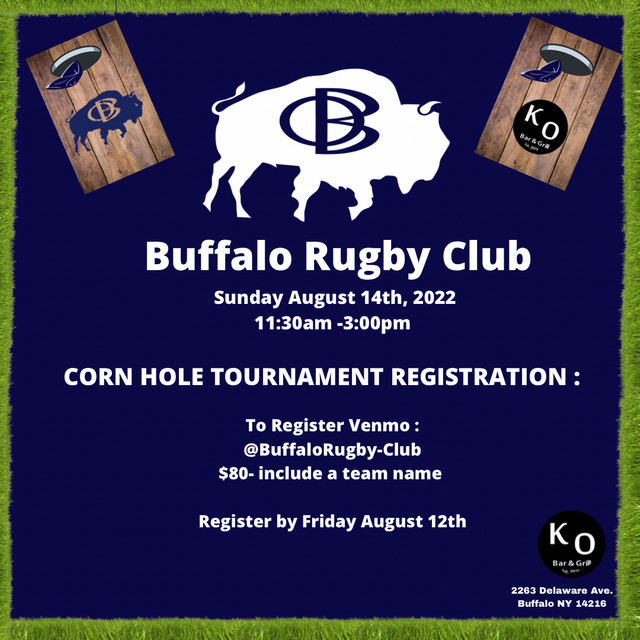 K O
Bar & Grill
Buffalo Rugby Club
Sunday August 14th, 2022
11:30am -3:00pm
CORN HOLE TOURNAMENT REGISTRATION :
To Register Venmo :
@BuffaloRugby-Club
$80- include a team name
Register by Friday August 12th
K O
Bar & Grill
2263 Delaware Ave.
Buffalo NY 14216